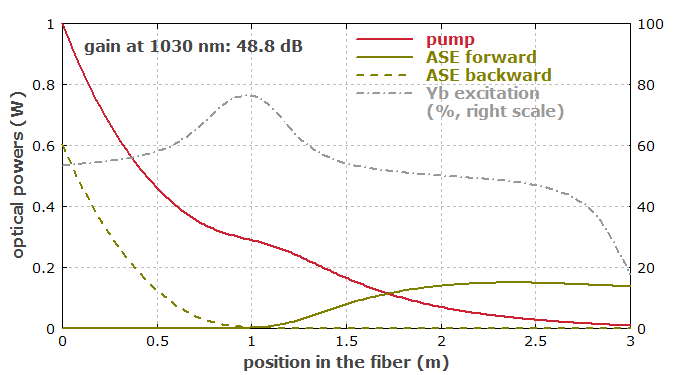 gain at 1030 nm: 48.8 dB
pump
ASE forward
ASE backward
Yb excitation
(%, right scale)
optical powers (W)
1
0.8
0.6
0.4
0.2
0
100
80
60
40
20
0
0
0.5
1
1.5
2
2.5
3
position in the fiber (m)